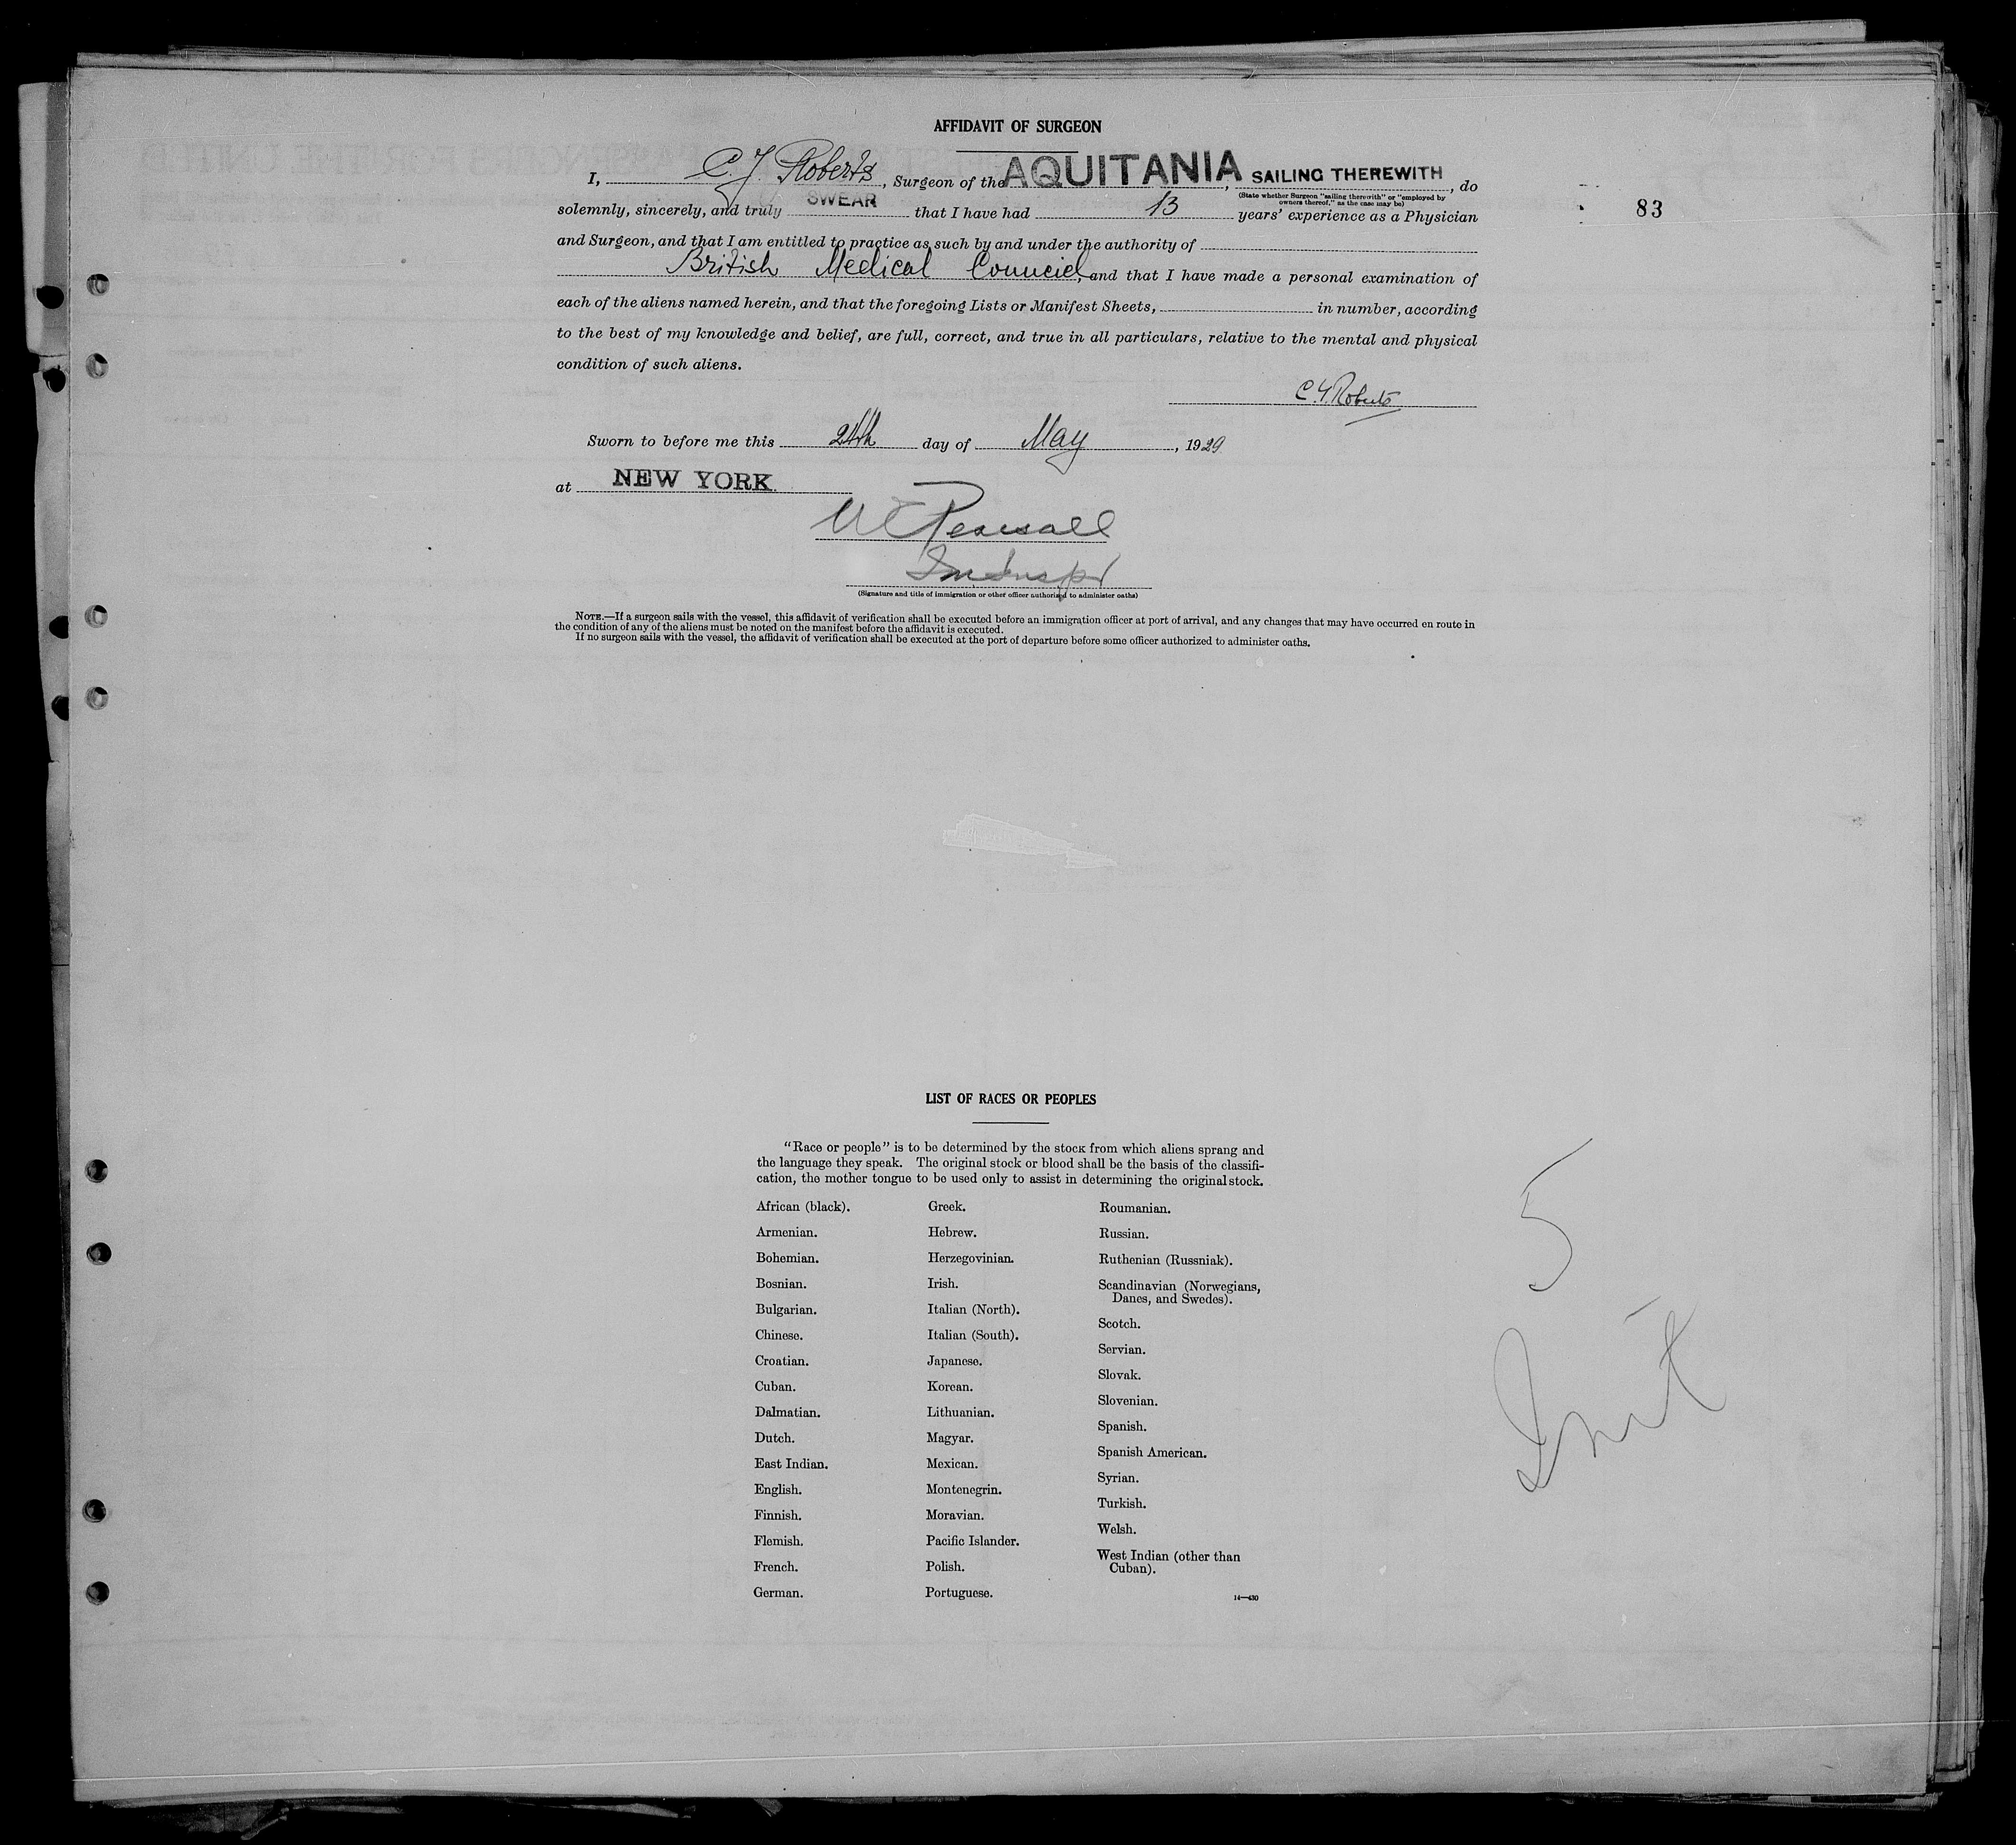 AFFIDAVIT OF SURGEON
I, C. J. Roberts, Surgeon of the AQUITANIA, SAILING THEREWITH, do
(State whether Surgeon "sailing therewith" or "employed by
owners thereof," as the case may be)
83
solemnly, sincerely, and truly SWEAR that I have had 13 years' experience as a Physician
and Surgeon, and that I am entitled to practice as such by and under the authority of
British Medical Council, and that I have made a personal examination of
each of the aliens named herein, and that the foregoing Lists or Manifest Sheets, in number, according
to the best of my knowledge and belief, are full, correct, and true in all particulars, relative to the mental and physical
condition of such aliens.
C. J. Roberts
Sworn to before me this 24th day of May, 1929
at NEW YORK.
Im Inspr
(Signature and title of immigration or other officer authorized to administer oaths)
NOTE.—If a surgeon sails with the vessel, this affidavit of verification shall be executed before an immigration officer at port of arrival, and any changes that may have occurred en route in
the condition of any of the aliens must be noted on the manifest before the affidavit is executed.
If no surgeon sails with the vessel, the affidavit of verification shall be executed at the port of departure before some officer authorized to administer oaths.
LIST OF RACES OR PEOPLES
"Race or people" is to be determined by the stock from which aliens sprang and
the language they speak. The original stock or blood shall be the basis of the classifi-
cation, the mother tongue to be used only to assist in determining the original stock.
African (black).
Armenian.
Bohemian.
Bosnian.
Bulgarian.
Chinese.
Croatian.
Cuban.
Dalmatian.
Dutch.
East Indian.
English.
Finnish.
Flemish.
French.
German.
Greek.
Hebrew.
Herzegovinian.
Irish.
Italian (North).
Italian (South).
Japanese.
Korean.
Lithuanian.
Magyar.
Mexican.
Montenegrin.
Moravian.
Pacific Islander.
Polish.
Portuguese.
Roumanian.
Russian.
Ruthenian (Russniak).
Scandinavian (Norwegians,
Danes, and Swedes).
Scotch.
Servian.
Slovak.
Slovenian.
Spanish.
Spanish American.
Syrian.
Turkish.
Welsh.
West Indian (other than
Cuban).
14—430
5